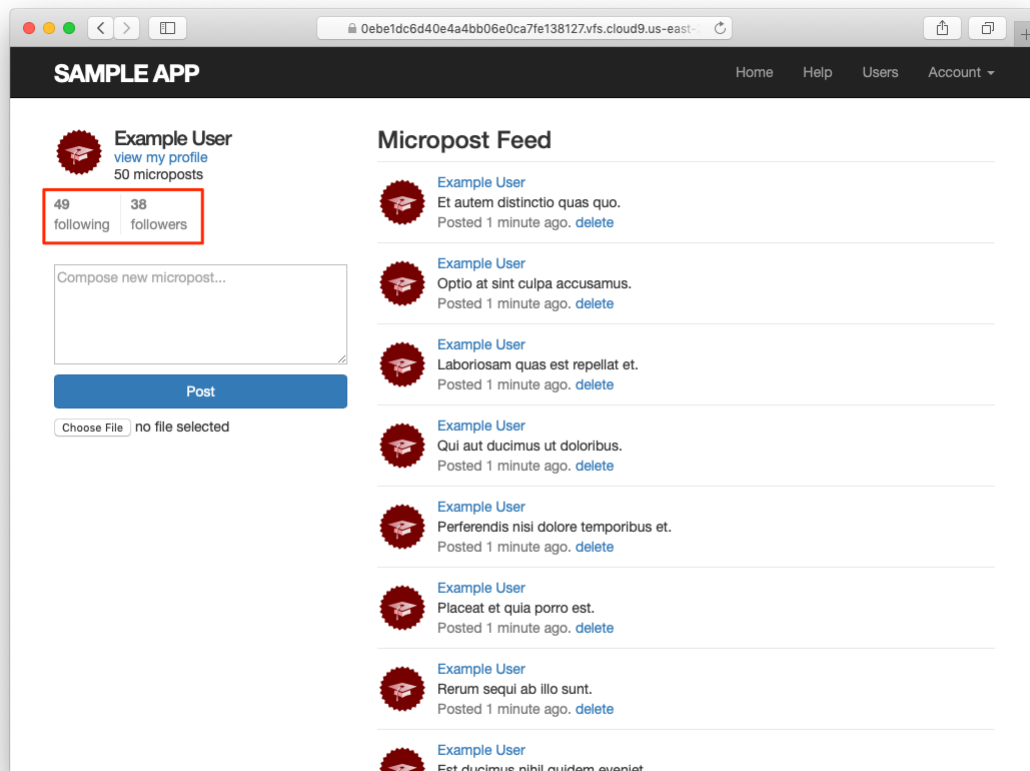 0ebe1dc6d40e4a4bb06e0ca7fe138127.vfs.cloud9.us-east-
SAMPLE APP
Home
Help
Users
Account
Example User
view my profile
50 microposts
49
following
38
followers
Compose new micropost...
Post
Choose File no file selected
Micropost Feed
Example User
Et autem distinctio quas quo.
Posted 1 minute ago. delete
Example User
Optio at sint culpa accusamus.
Posted 1 minute ago. delete
Example User
Laboriosam quas est repellat et.
Posted 1 minute ago. delete
Example User
Qui aut ducimus ut doloribus.
Posted 1 minute ago. delete
Example User
Perferendis nisi dolore temporibus et.
Posted 1 minute ago. delete
Example User
Placeat et quia porro est.
Posted 1 minute ago. delete
Example User
Rerum sequi ab illo sunt.
Posted 1 minute ago. delete
Example User
Est ducimus nihil quidem eveniet